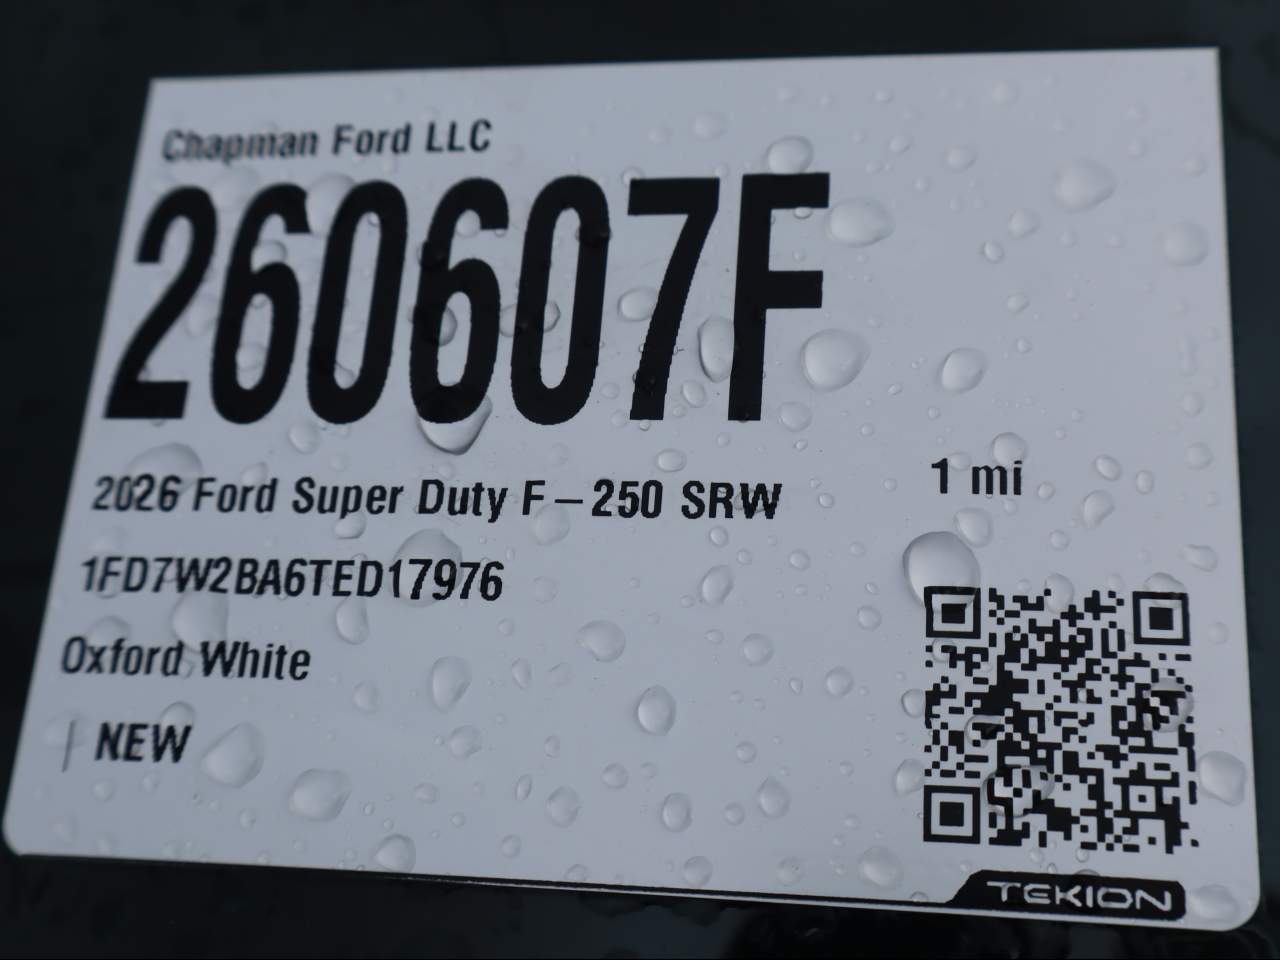 Chapman Ford LLC
260607F
2026 Ford Super Duty F-250 SRW
1 mi
1FD7W2BA6TED17976
Oxford White
| NEW
TEKION